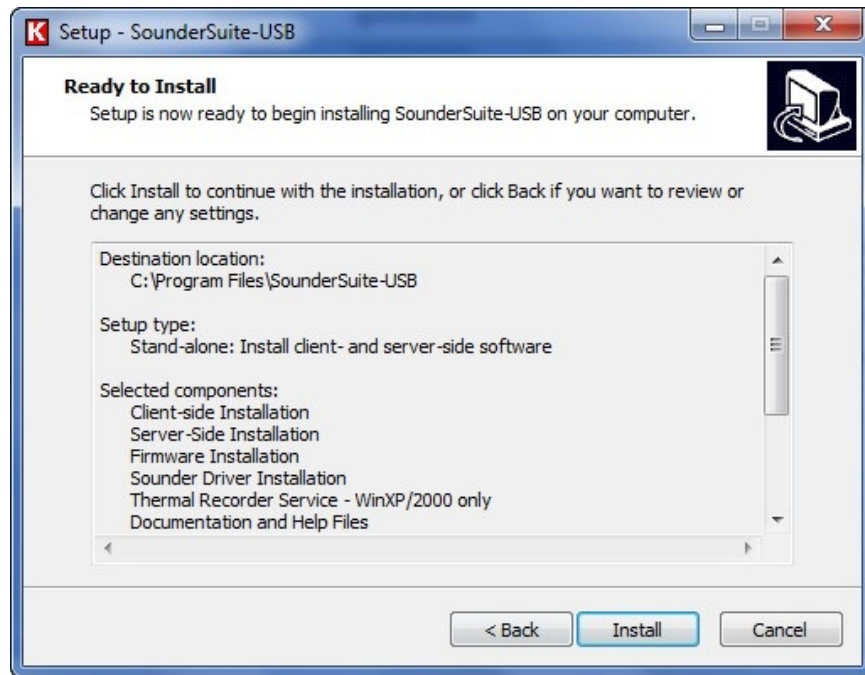 K Setup - SounderSuite-USB
Ready to Install
Setup is now ready to begin installing SounderSuite-USB on your computer.
Click Install to continue with the installation, or click Back if you want to review or
change any settings.
Destination location:
C:\Program Files\SounderSuite-USB
Setup type:
Stand-alone: Install client- and server-side software
Selected components:
Client-side Installation
Server-Side Installation
Firmware Installation
Sounder Driver Installation
Thermal Recorder Service - WinXP/2000 only
Documentation and Help Files
< Back Install Cancel